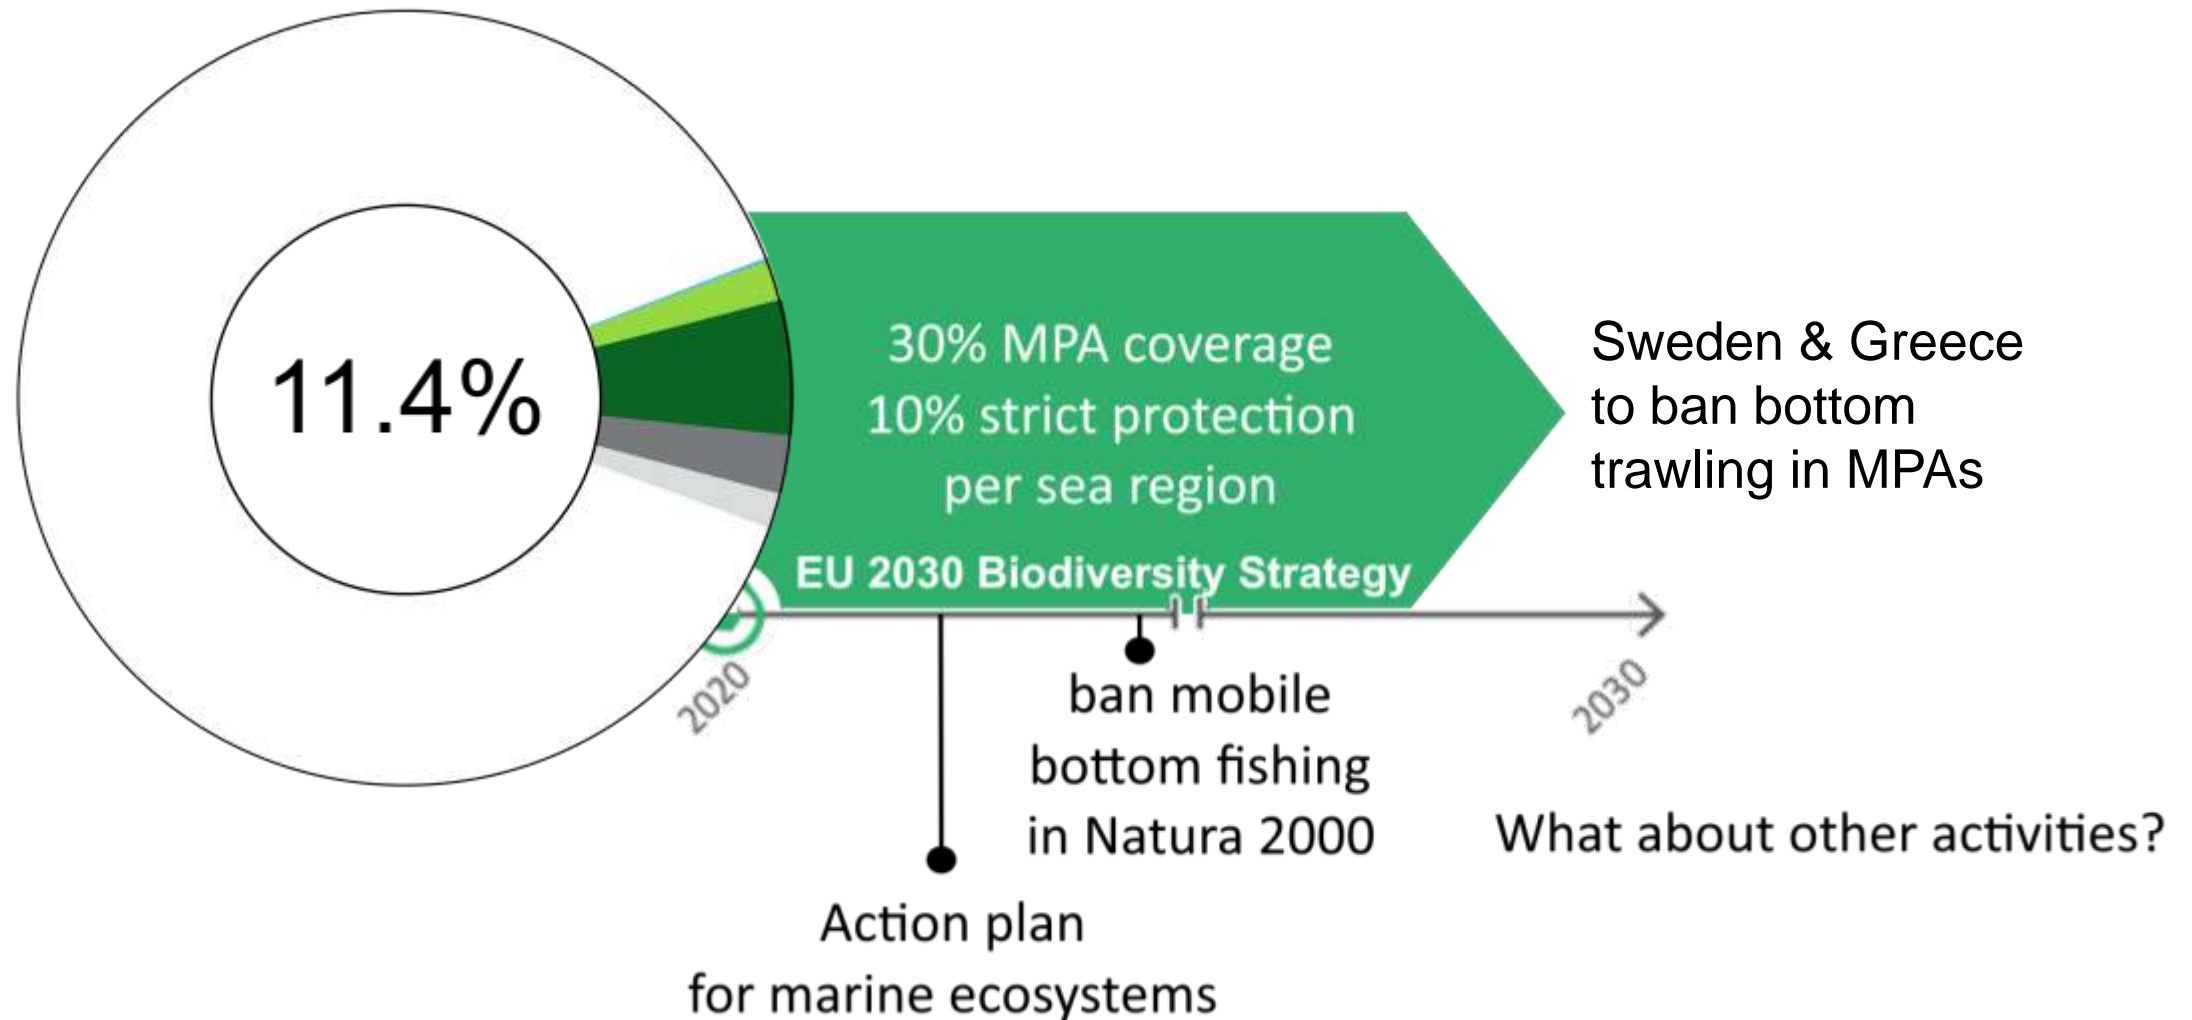 11.4%
30% MPA coverage
10% strict protection
per sea region
EU 2030 Biodiversity Strategy
Sweden & Greece
to ban bottom
trawling in MPAs
2020
2030
ban mobile
bottom fishing
in Natura 2000
What about other activities?
Action plan
for marine ecosystems